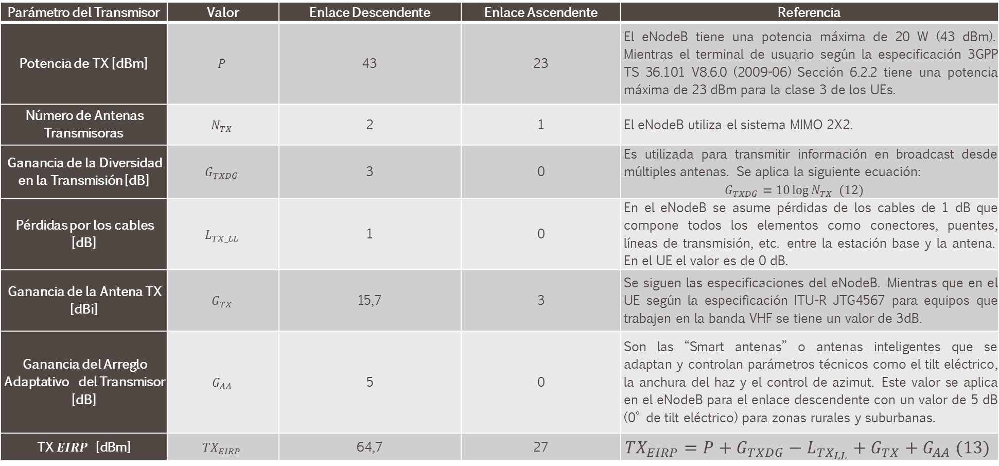 Parámetro del Transmisor Valor Enlace Descendente Enlace Ascendente Referencia
Potencia de TX [dBm] P 43 23
El eNodeB tiene una potencia máxima de 20 W (43 dBm).
Mientras el terminal de usuario según la especificación 3GPP
TS 36.101 V8.6.0 (2009-06) Sección 6.2.2 tiene una potencia
máxima de 23 dBm para la clase 3 de los UEs.
Número de Antenas
Transmisoras
N_{TX} 2 1 El eNodeB utiliza el sistema MIMO 2X2.
Ganancia de la Diversidad
en la Transmisión [dB]
G_{TXDG} 3 0
Es utilizada para transmitir información en broadcast desde
múltiples antenas. Se aplica la siguiente ecuación:
G_{TXDG} = 10 log N_{TX} (12)
Pérdidas por los cables
[dB]
L_{TX\_LL} 1 0
En el eNodeB se asume pérdidas de los cables de 1 dB que
compone todos los elementos como conectores, puentes,
líneas de transmisión, etc. entre la estación base y la antena.
En el UE el valor es de 0 dB.
Ganancia de la Antena TX
[dBi]
G_{TX} 15,7 3
Se siguen las especificaciones del eNodeB. Mientras que en el
UE según la especificación ITU-R JTG4567 para equipos que
trabajen en la banda VHF se tiene un valor de 3dB.
Ganancia del Arreglo
Adaptativo del Transmisor
[dB]
G_{AA} 5 0
Son las “Smart antenas” o antenas inteligentes que se
adaptan y controlan parámetros técnicos como el tilt eléctrico,
la anchura del haz y el control de azimut. Este valor se aplica
en el eNodeB para el enlace descendente con un valor de 5 dB
(0° de tilt eléctrico) para zonas rurales y suburbanas.
TX EIRP [dBm] TX_{EIRP} 64,7 27 TX_{EIRP} = P + G_{TXDG} − L_{TX_{LL}} + G_{TX} + G_{AA} (13)